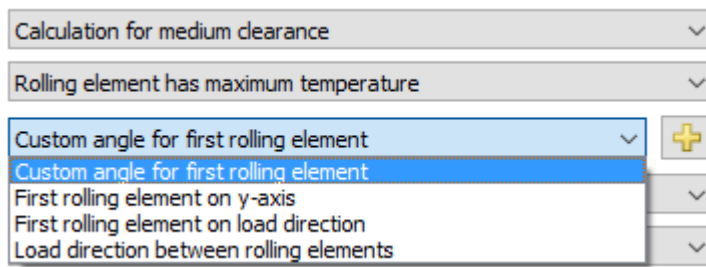 Calculation for medium clearance
Rolling element has maximum temperature
Custom angle for first rolling element
Custom angle for first rolling element
First rolling element on y-axis
First rolling element on load direction
Load direction between rolling elements